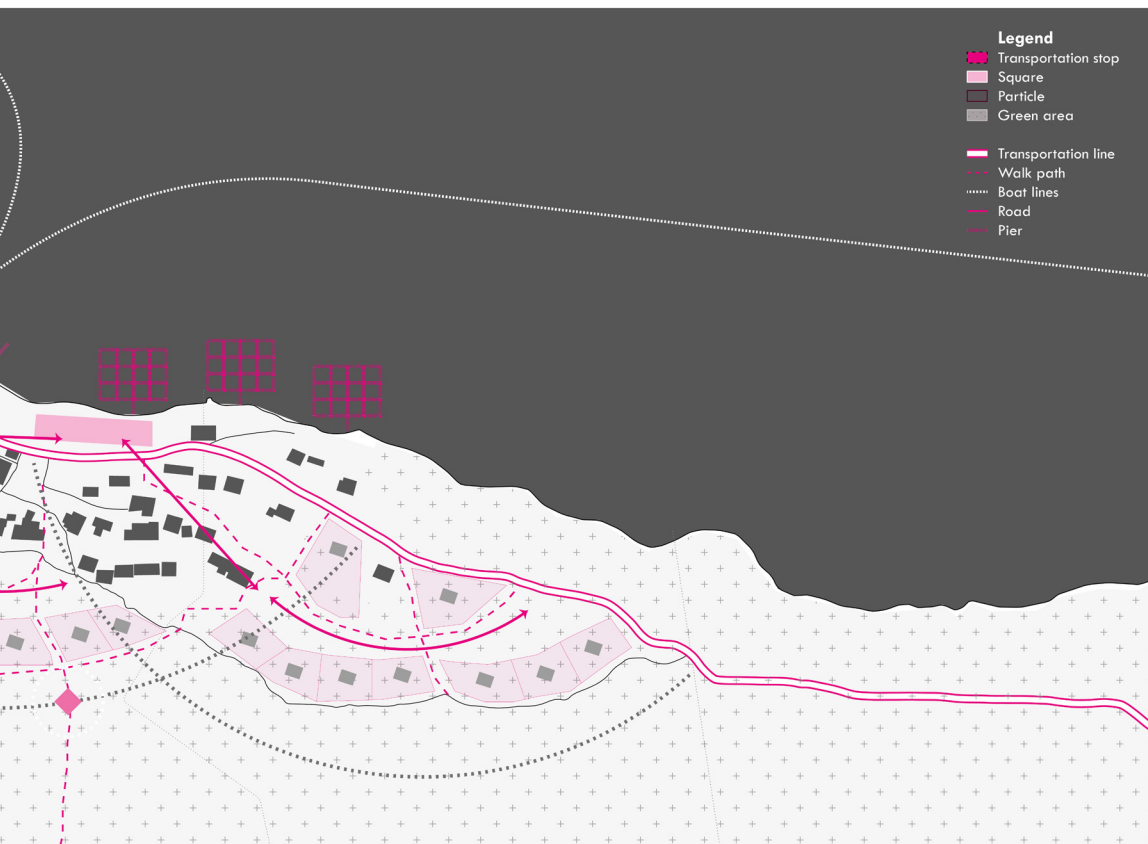 Legend
Transportation stop
Square
Particle
Green area
Transportation line
Walk path
Boat lines
Road
Pier